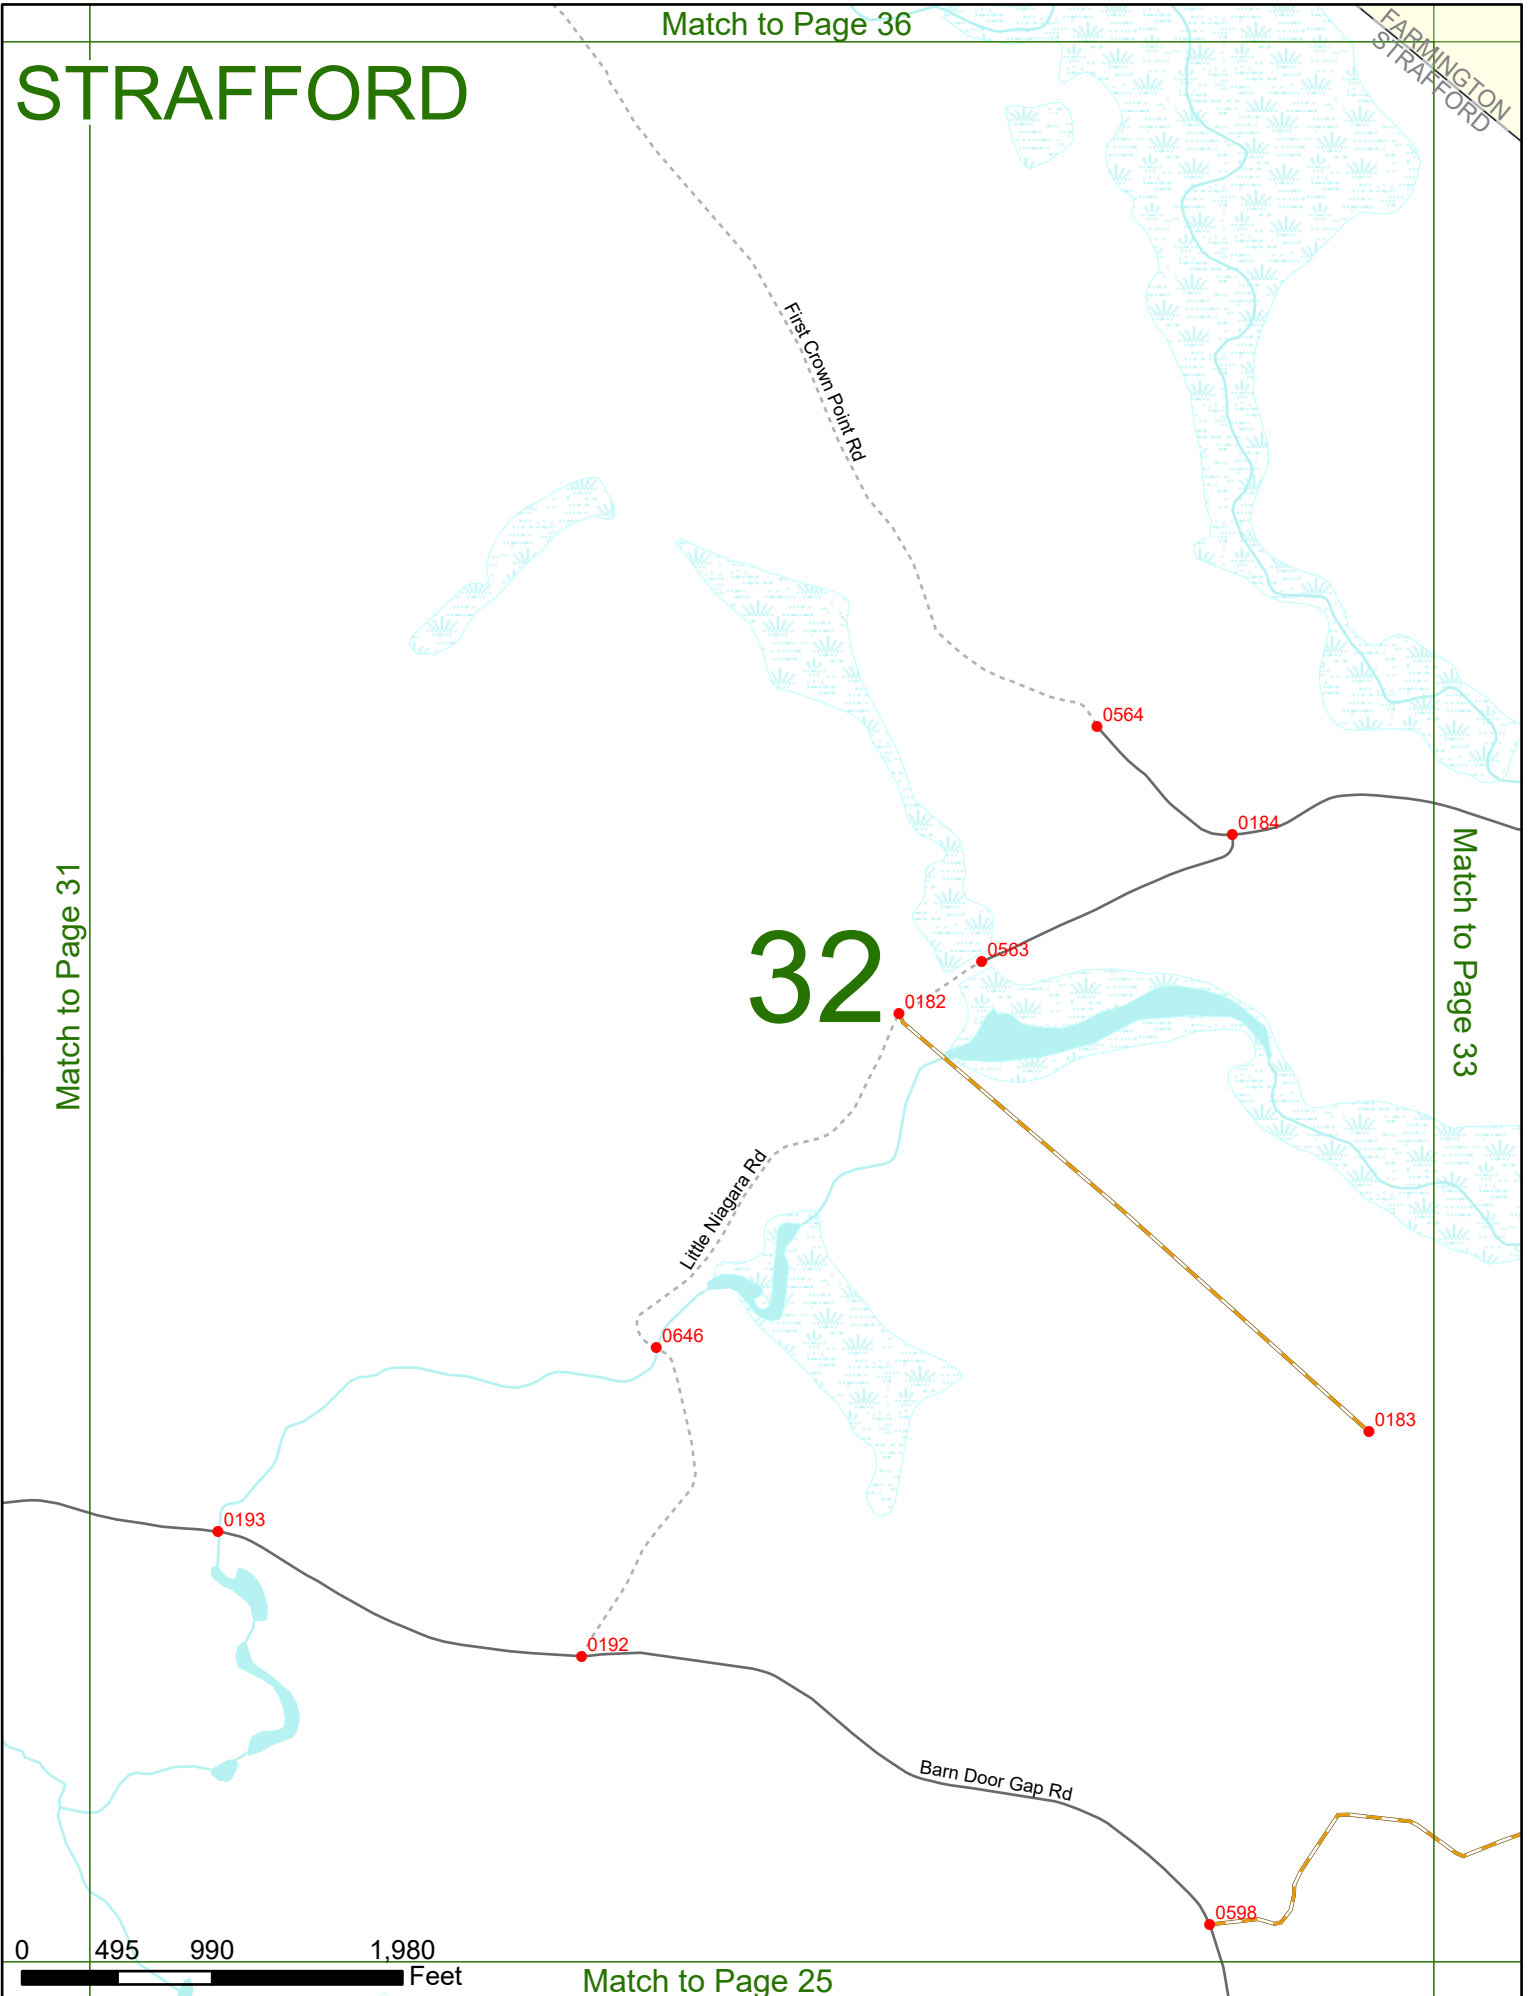 Match to Page 36
FARMINGTON
STRAFFORD
STRAFFORD
First Crown Point Rd
0564
0184
Match to Page 31
Match to Page 33
32
0563
0182
Little Niagara Rd
0646
0183
0193
0192
Barn Door Gap Rd
0598
0 495 990 1,980
Feet
Match to Page 25